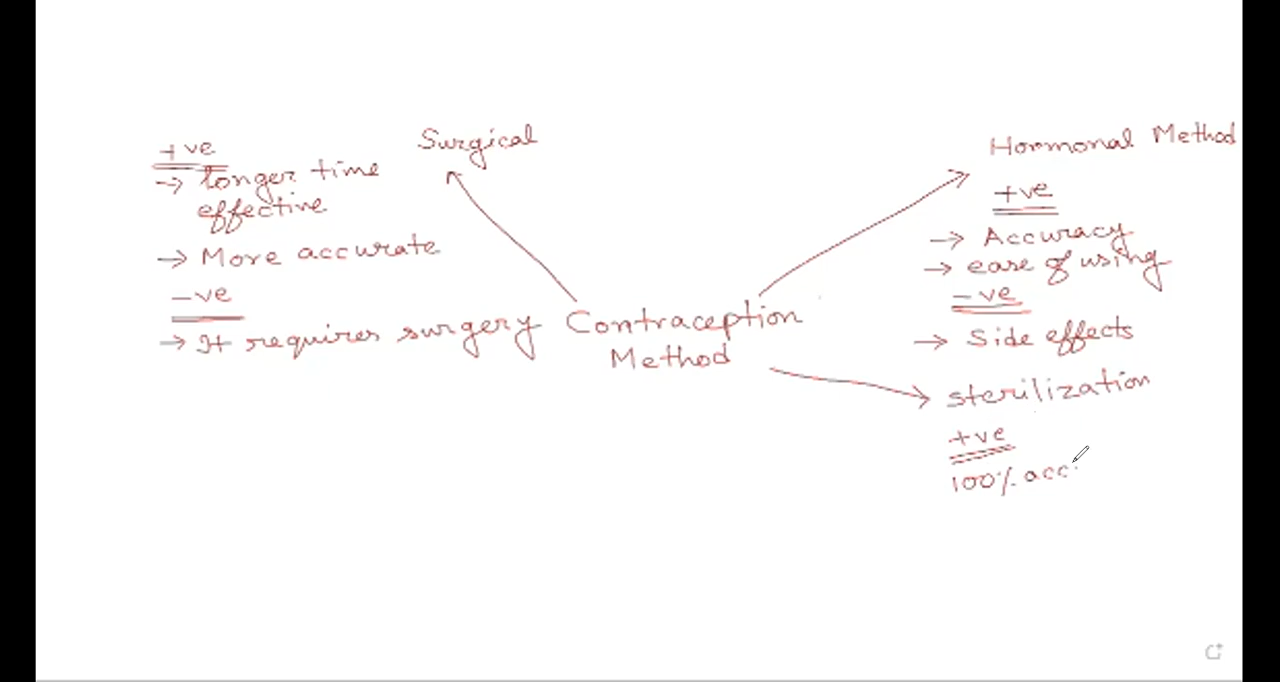 Surgical
+ve
→ Longer time
effective
→ More accurate
-ve
→ It requires surgery
Contraception
Method
Hormonal Method
+ve
→ Accuracy
→ ease of using
-ve
→ Side effects
sterilization
+ve
100% acc